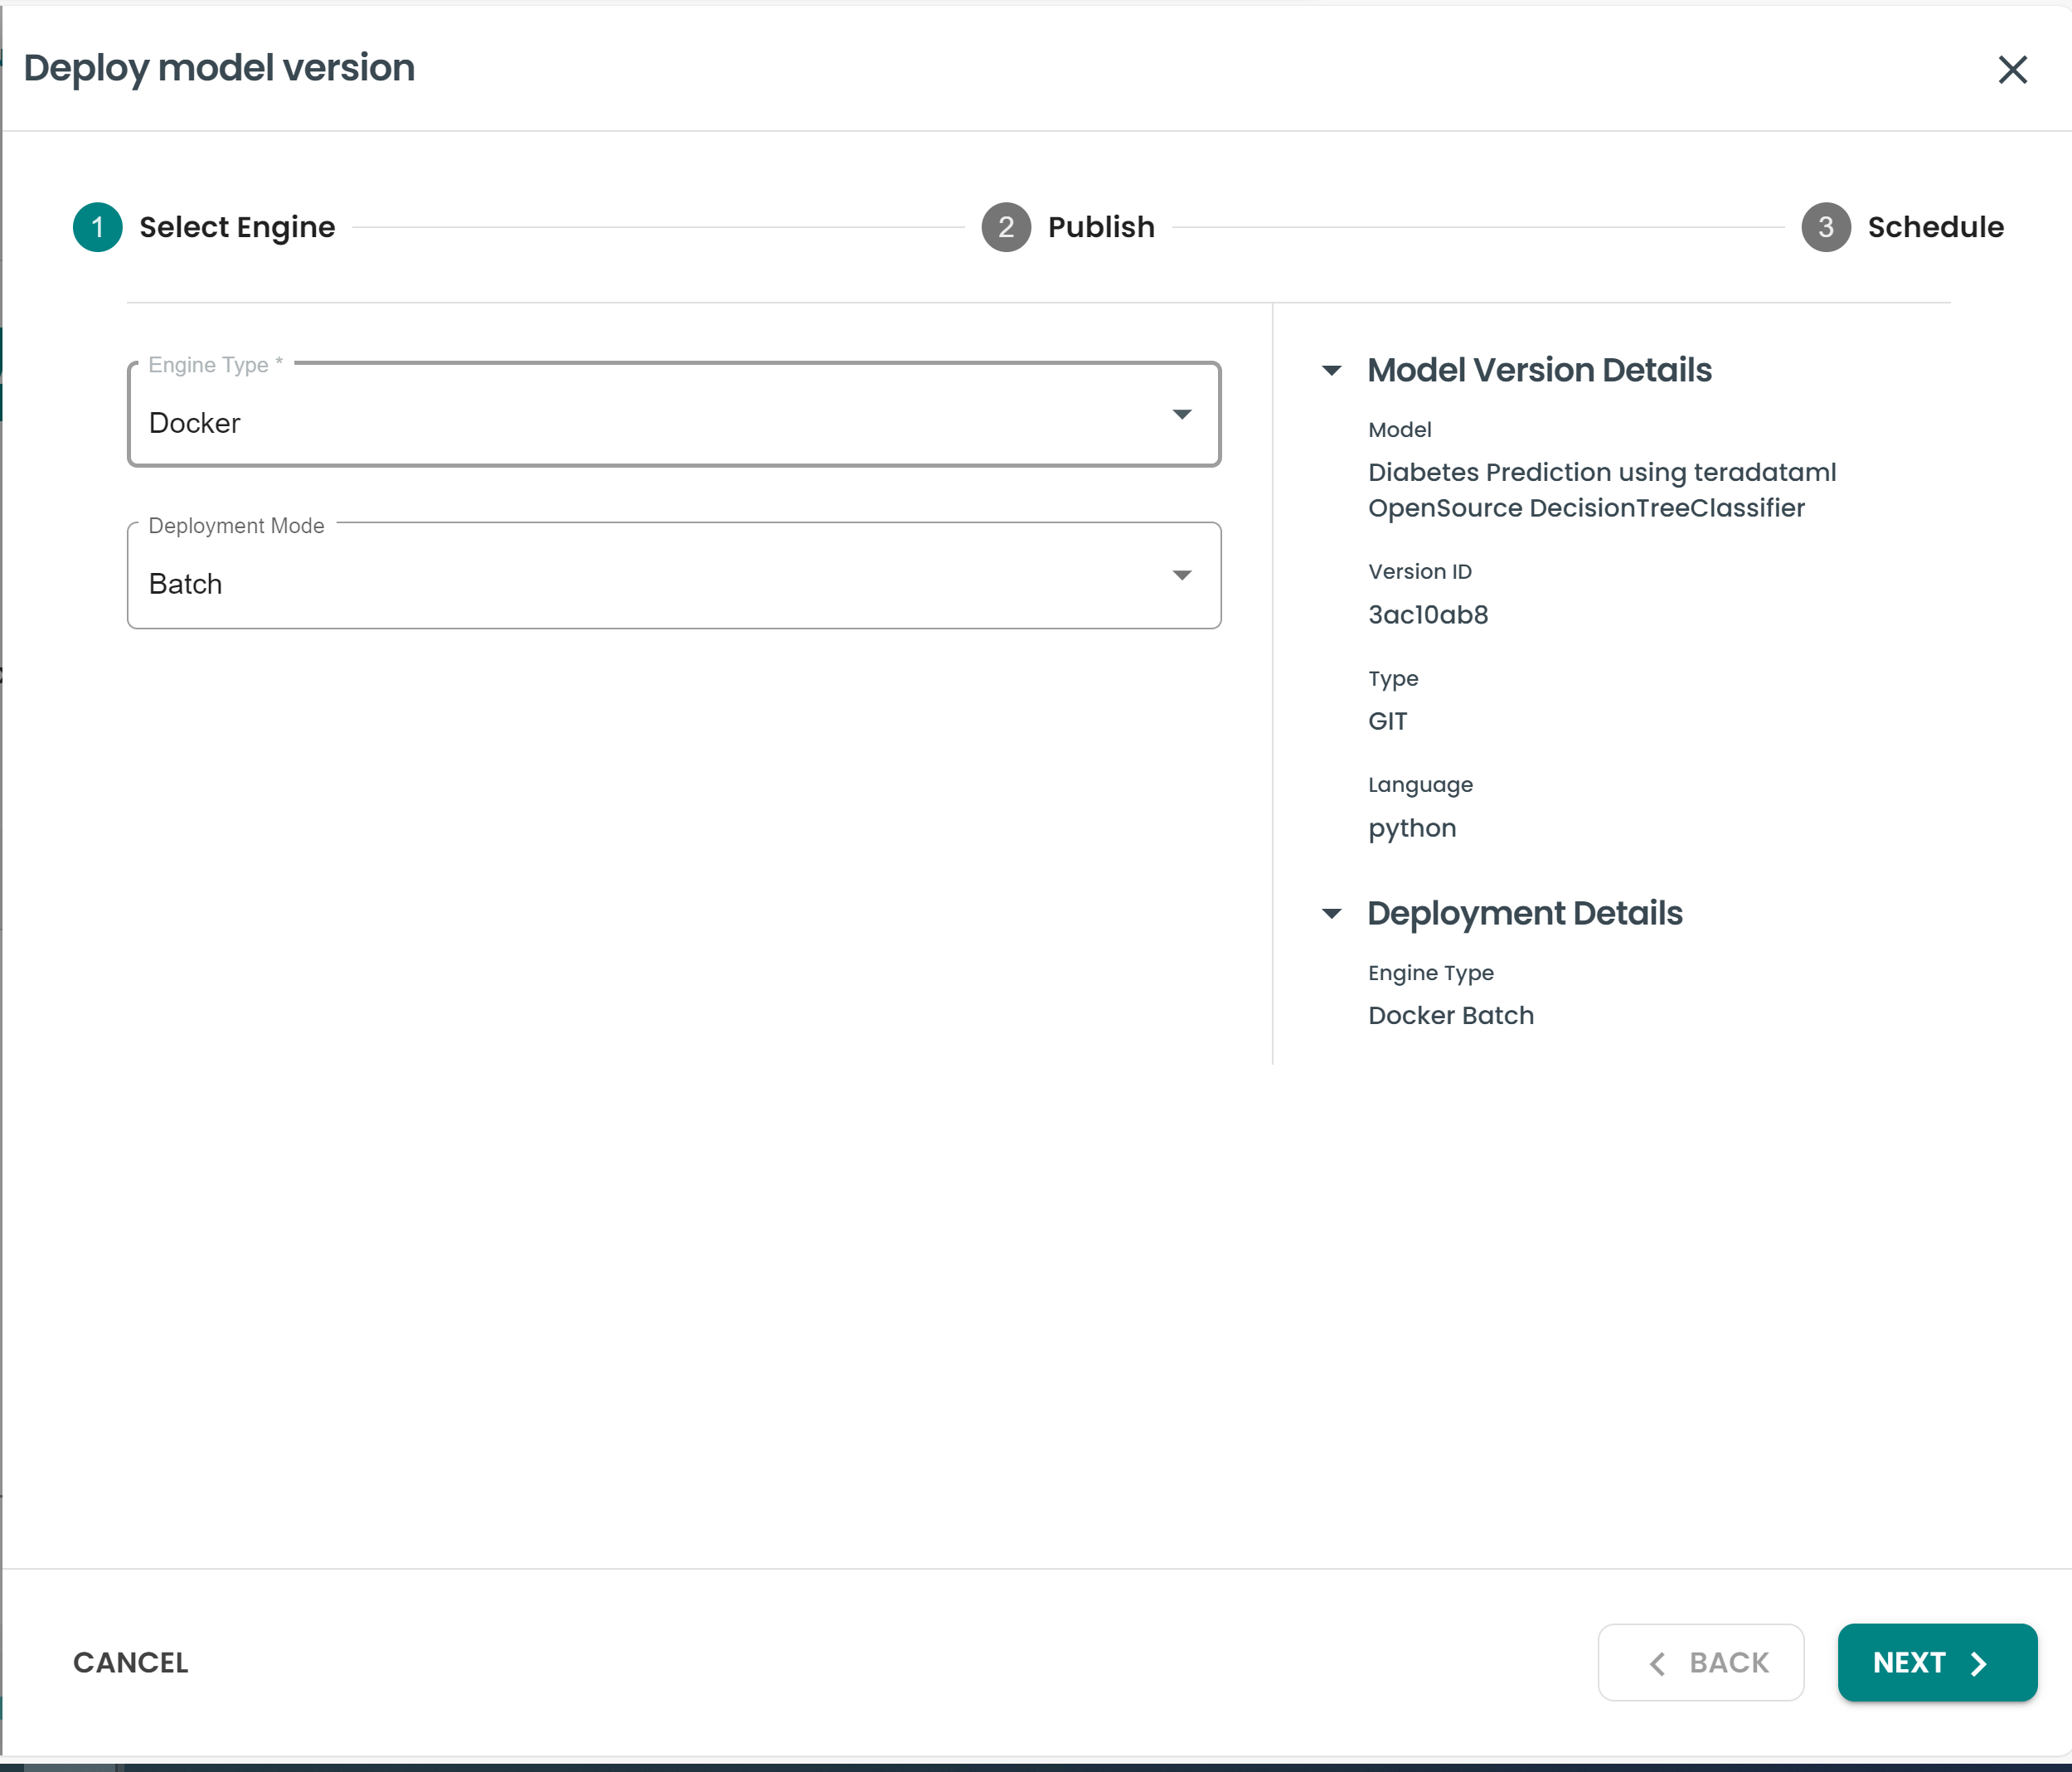 Deploy model version
1 Select Engine 2 Publish 3 Schedule
Engine Type *
Docker
Deployment Mode
Batch
Model Version Details
Model
Diabetes Prediction using teradataml
OpenSource DecisionTreeClassifier
Version ID
3ac10ab8
Type
GIT
Language
python
Deployment Details
Engine Type
Docker Batch
CANCEL BACK NEXT